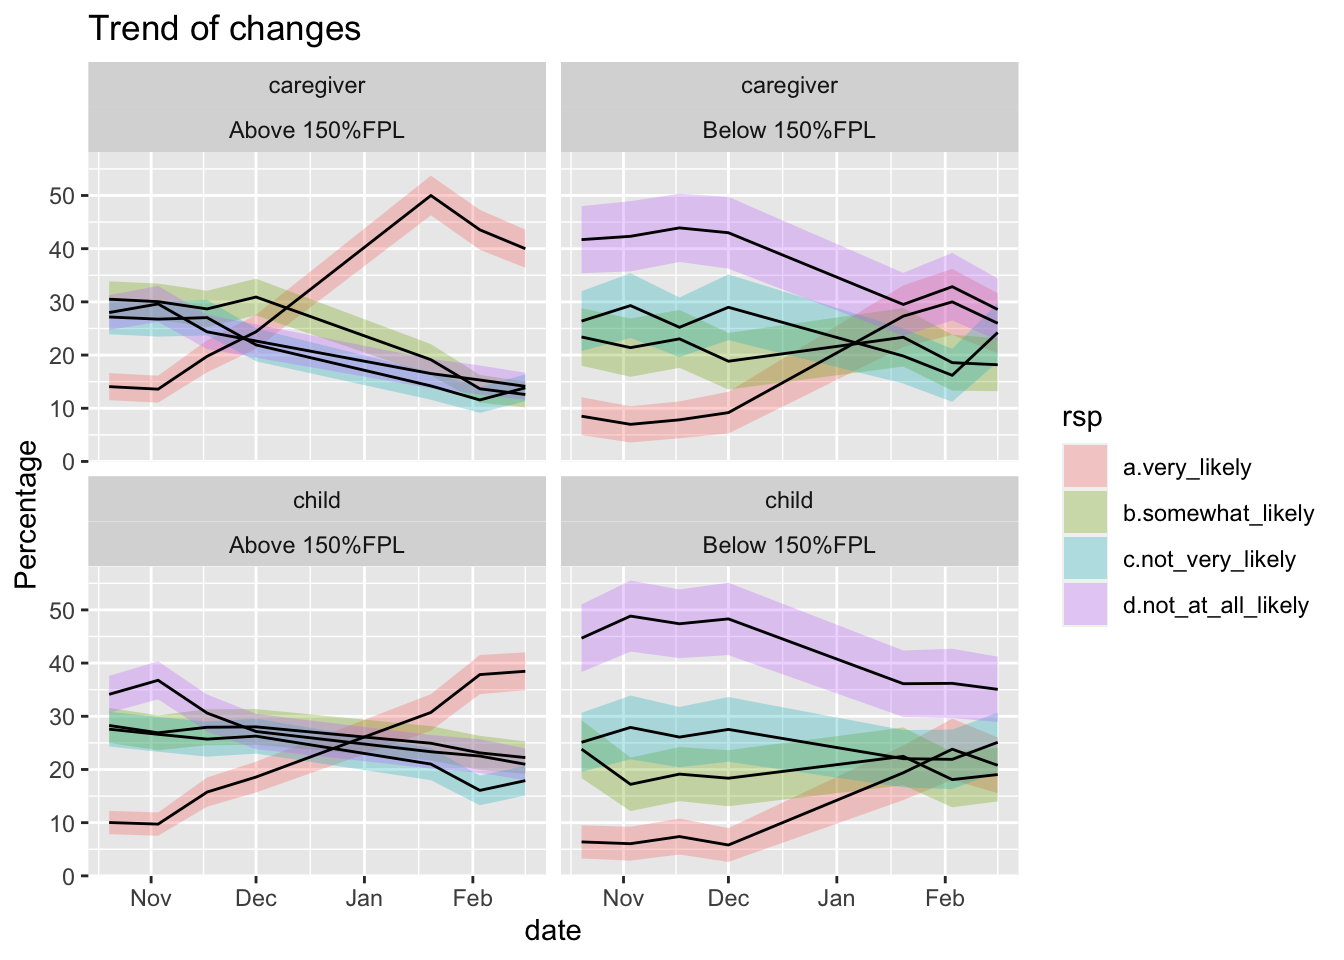 Trend of changes
caregiver
Above 150%FPL
caregiver
Below 150%FPL
50
40
30
20
10
0
child
Above 150%FPL
child
Below 150%FPL
50
40
30
20
10
0
Nov Dec Jan Feb
Nov Dec Jan Feb
date
Percentage
rsp
a.very_likely
b.somewhat_likely
c.not_very_likely
d.not_at_all_likely